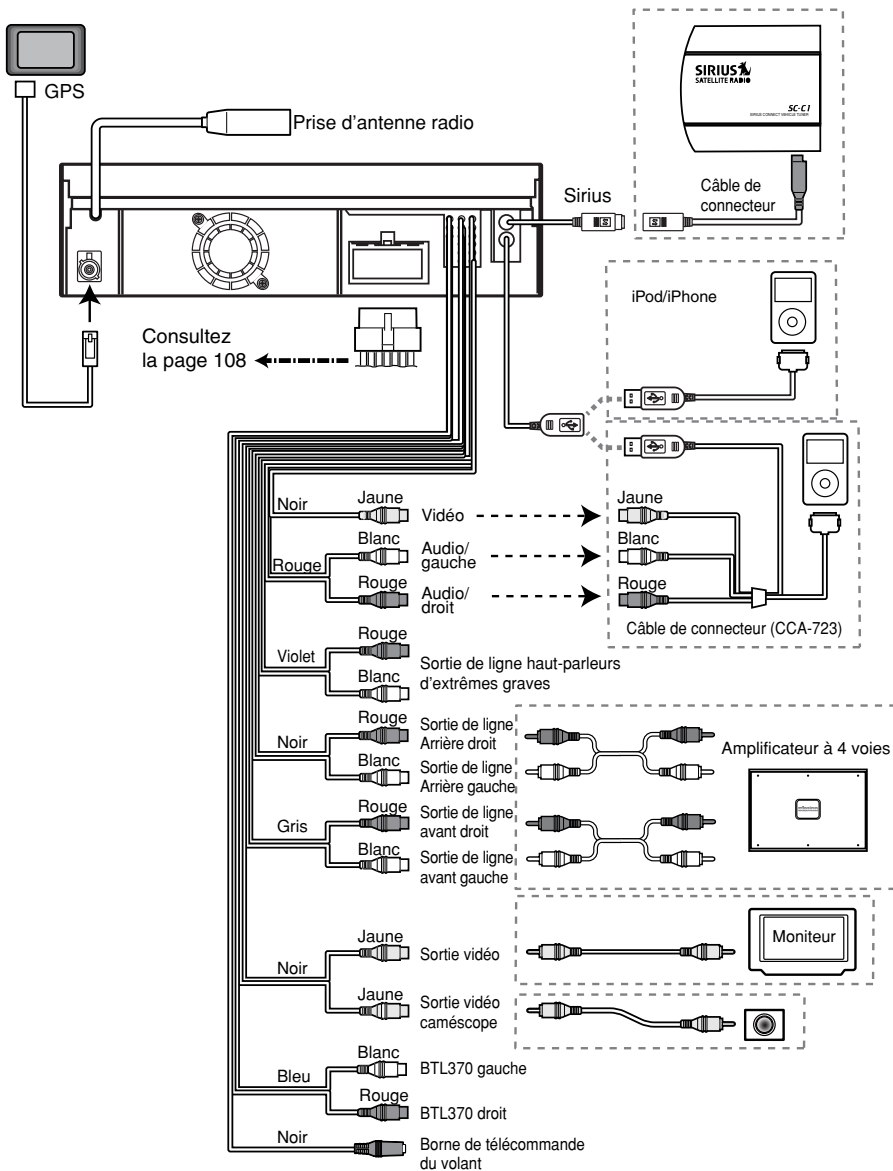 GPS
Prise d'antenne radio
SIRIUS
SATELLITE RADIO
SC-C1
SIRIUS CONNECT VEHICLE TUNER
Sirius
Câble de
connecteur
Consultez
la page 108
iPod/iPhone
Noir
Jaune
Vidéo
Jaune
Rouge
Blanc
Audio/
gauche
Blanc
Rouge
Audio/
droit
Rouge
Câble de connecteur (CCA-723)
Violet
Rouge
Blanc
Sortie de ligne haut-parleurs
d'extrêmes graves
Noir
Rouge
Sortie de ligne
Arrière droit
Blanc
Sortie de ligne
Arrière gauche
Amplificateur à 4 voies
Gris
Rouge
Sortie de ligne
avant droit
Blanc
Sortie de ligne
avant gauche
Noir
Jaune
Sortie vidéo
Moniteur
Jaune
Sortie vidéo
caméscope
Bleu
Blanc
BTL370 gauche
Rouge
BTL370 droit
Noir
Borne de télécommande
du volant